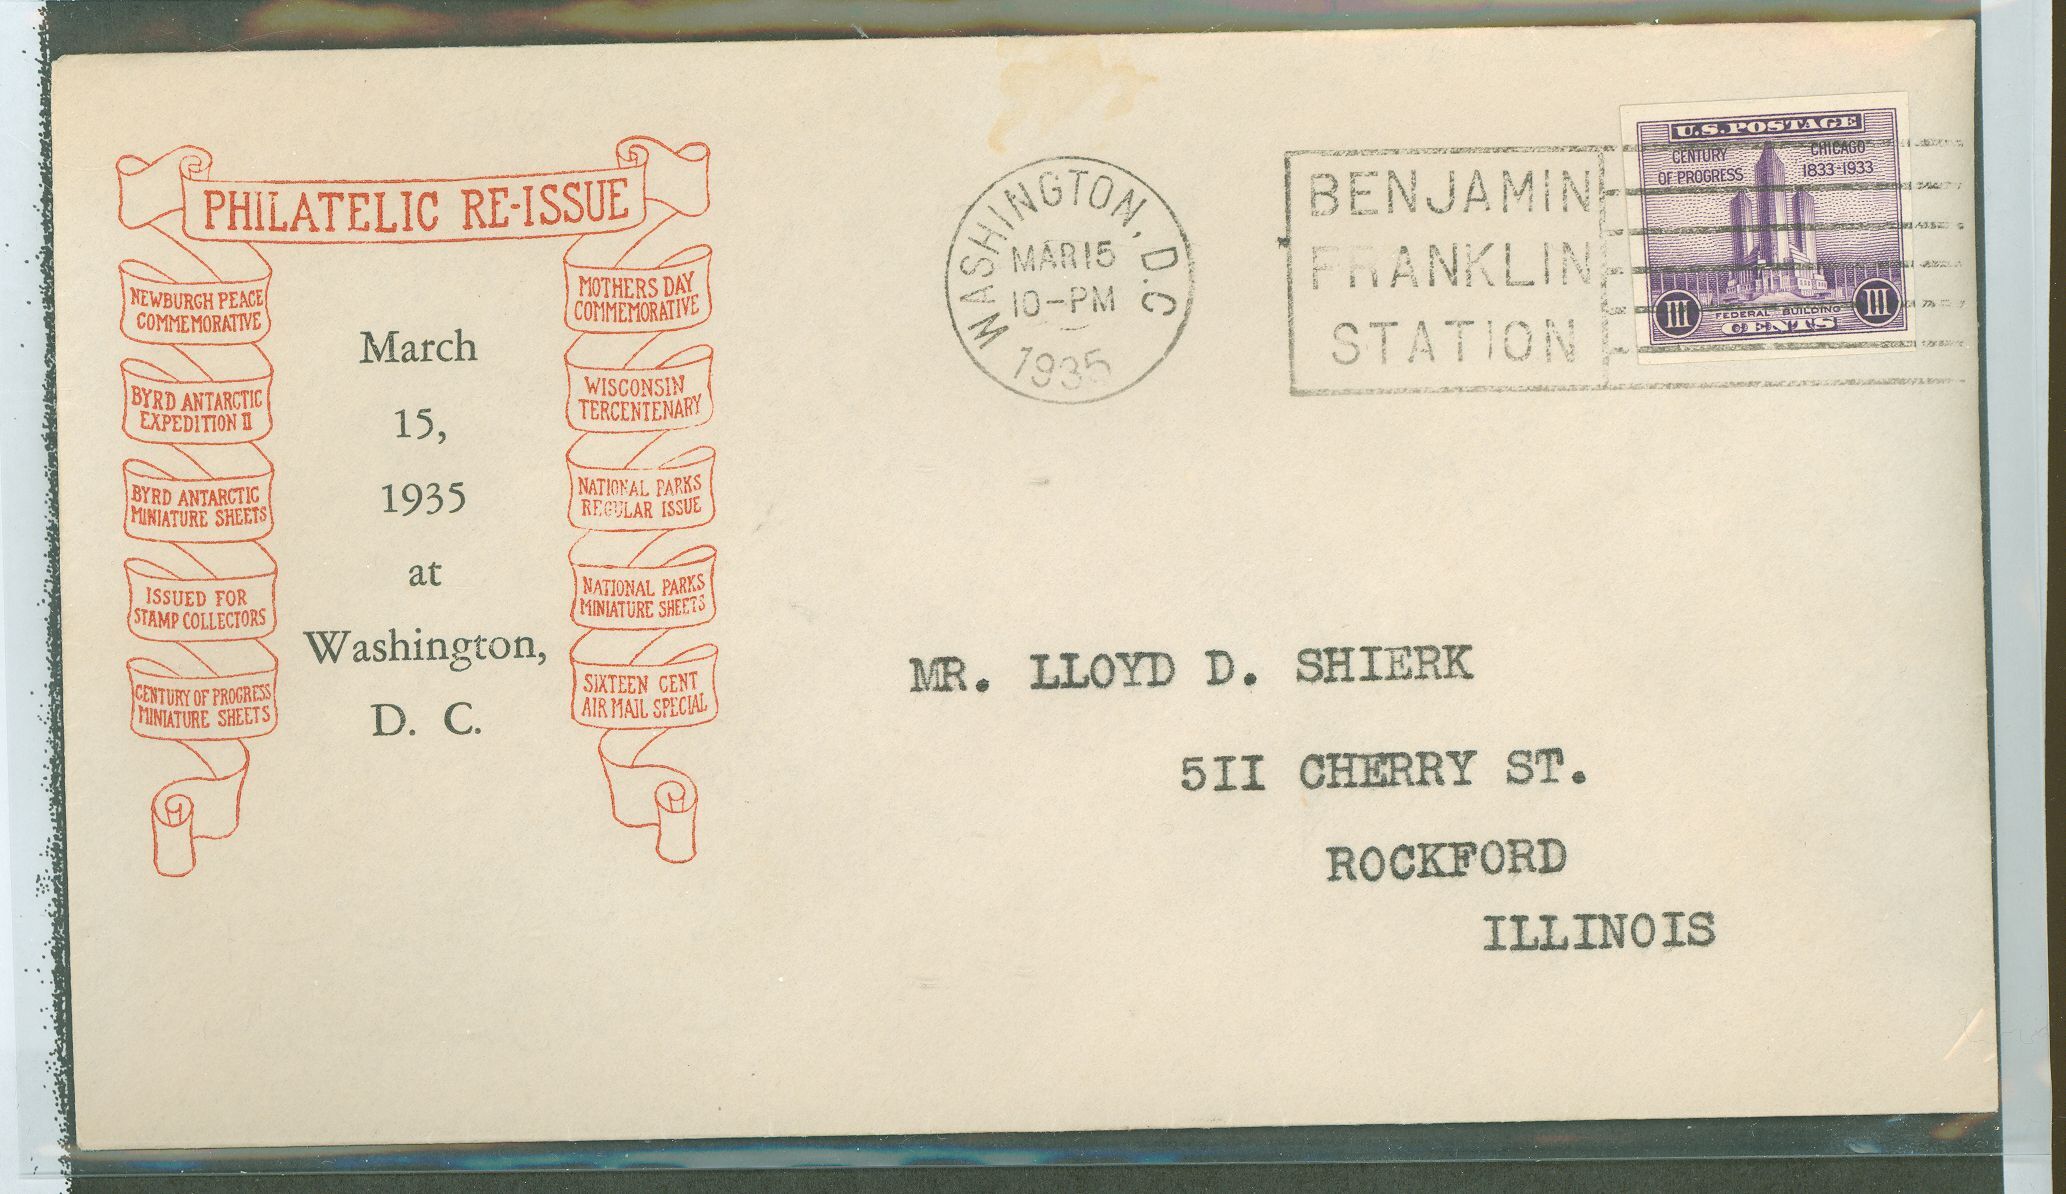 PHILATELIC RE-ISSUE
NEWBURGH PEACE
COMMEMORATIVE
BYRD ANTARCTIC
EXPEDITION II
BYRD ANTARCTIC
MINIATURE SHEETS
ISSUED FOR
STAMP COLLECTORS
CENTURY OF PROGRESS
MINIATURE SHEETS
March
15,
1935
at
Washington,
D. C.
MOTHERS DAY
COMMEMORATIVE
WISCONSIN
TERCENTENARY
NATIONAL PARKS
REGULAR ISSUE
NATIONAL PARKS
MINIATURE SHEETS
SIXTEEN CENT
AIR MAIL SPECIAL
WASHINGTON, D.C
MAR 15
10-PM
1935
BENJAMIN
FRANKLIN
STATION
U.S. POSTAGE
CENTURY
OF PROGRESS
CHICAGO
1833-1933
III
FEDERAL BUILDING
CENTS
III
MR. LLOYD D. SHIERK
5II CHERRY ST.
ROCKFORD
ILLINOIS